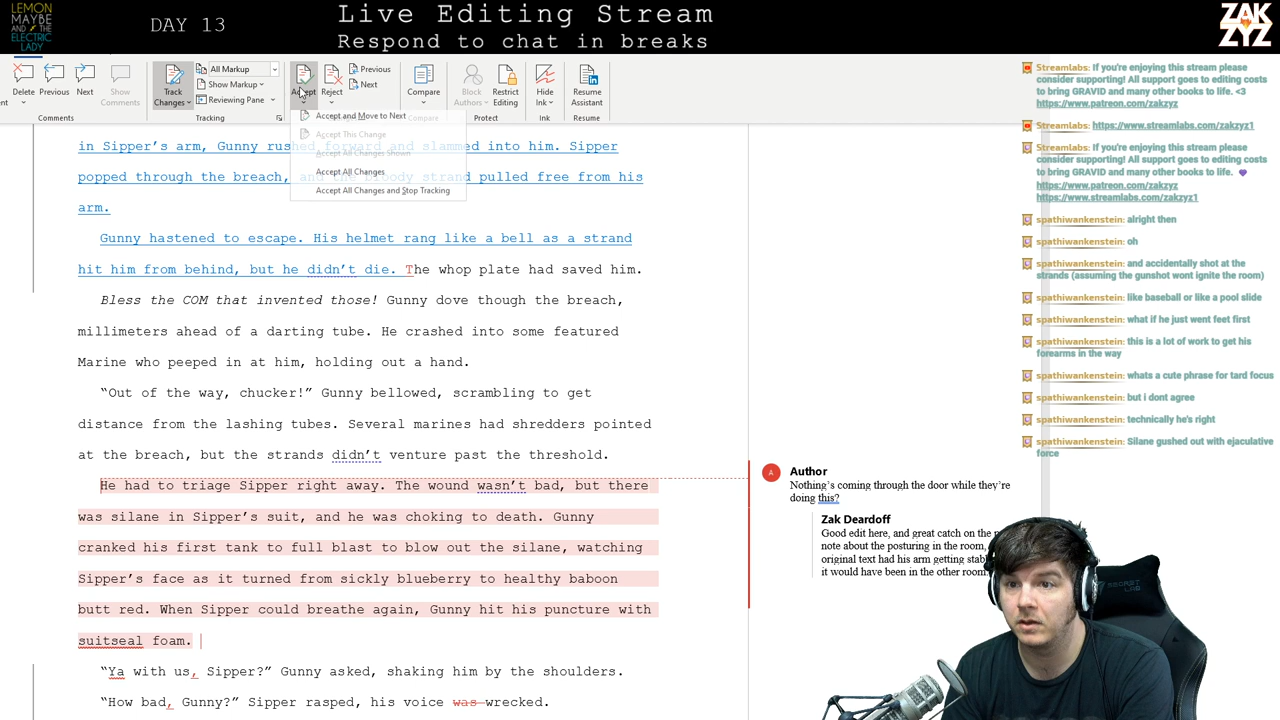 LEMON
MAYBE
AND THE
ELECTRIC
LADY
DAY 13
Live Editing Stream
Respond to chat in breaks
ZAK
ZYZ
Delete
Previous
Next
Show
Comments
Comments
Track
Changes
All Markup
Show Markup
Reviewing Pane
Tracking
Accept
Reject
Previous
Next
Compare
Compare
Block
Authors
Restrict
Editing
Protect
Hide
Ink
Ink
Resume
Assistant
Resume
Accept and Move to Next
Accept This Change
Accept All Changes Shown
Accept All Changes
Accept All Changes and Stop Tracking
in Sipper's arm, Gunny rushed forward and slammed into him. Sipper
popped through the breach, and the bloody strand pulled free from his
arm.
Gunny hastened to escape. His helmet rang like a bell as a strand
hit him from behind, but he didn't die. The whop plate had saved him.
Bless the COM that invented those! Gunny dove though the breach,
millimeters ahead of a darting tube. He crashed into some featured
Marine who peeped in at him, holding out a hand.
“Out of the way, chucker!” Gunny bellowed, scrambling to get
distance from the lashing tubes. Several marines had shredders pointed
at the breach, but the strands didn't venture past the threshold.
He had to triage Sipper right away. The wound wasn't bad, but there
was silane in Sipper's suit, and he was choking to death. Gunny
cranked his first tank to full blast to blow out the silane, watching
Sipper's face as it turned from sickly blueberry to healthy baboon
butt red. When Sipper could breathe again, Gunny hit his puncture with
suitseal foam.
“Ya with us, Sipper?” Gunny asked, shaking him by the shoulders.
“How bad, Gunny?” Sipper rasped, his voice was wrecked.
A
Author
Nothing's coming through the door while they're
doing this?
Zak Deardoff
Good edit here, and great catch on the
note about the posturing in the room,
original text had his arm getting
it would have been in the other room
Streamlabs: If you're enjoying this stream please
consider supporting! All support goes to editing costs
to bring GRAVID and many other books to life. <3
https://www.patreon.com/zakzyz
Streamlabs: https://www.streamlabs.com/zakzyz1
Streamlabs: If you're enjoying this stream please
consider supporting! All support goes to editing costs
to bring GRAVID and many other books to life. 💜
https://www.patreon.com/zakzyz
https://www.streamlabs.com/zakzyz1
spathiwankenstein: alright then
spathiwankenstein: oh
spathiwankenstein: and accidentally shot at the
strands (assuming the gunshot wont ignite the room)
spathiwankenstein: like baseball or like a pool slide
spathiwankenstein: what if he just went feet first
spathiwankenstein: this is a lot of work to get his
forearms in the way
spathiwankenstein: whats a cute phrase for tard focus
spathiwankenstein: but i dont agree
spathiwankenstein: technically he's right
spathiwankenstein: Silane gushed out with ejaculative
force
SECRET
LAB